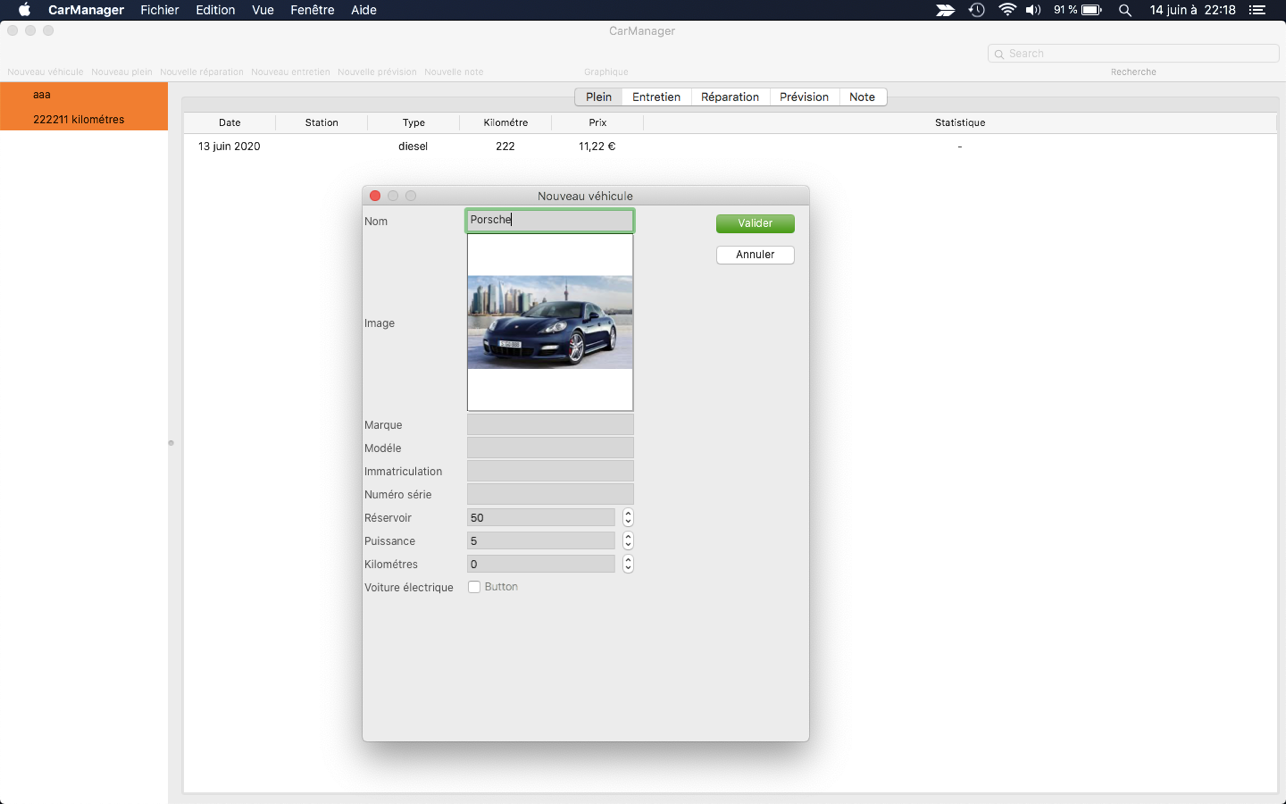 CarManager Fichier Edition Vue Fenêtre Aide 91 % 14 juin à 22:18
CarManager
Search
Nouveau véhicule Nouveau plein Nouvelle réparation Nouveau entretien Nouvelle prévision Nouvelle note Graphique Recherche
aaa
222211 kilométres
Plein Entretien Réparation Prévision Note
Date Station Type Kilométre Prix Statistique
13 juin 2020 diesel 222 11,22 € -
Nouveau véhicule
Nom Porsche Valider
Annuler
Image
Marque
Modéle
Immatriculation
Numéro série
Réservoir 50
Puissance 5
Kilométres 0
Voiture électrique Button